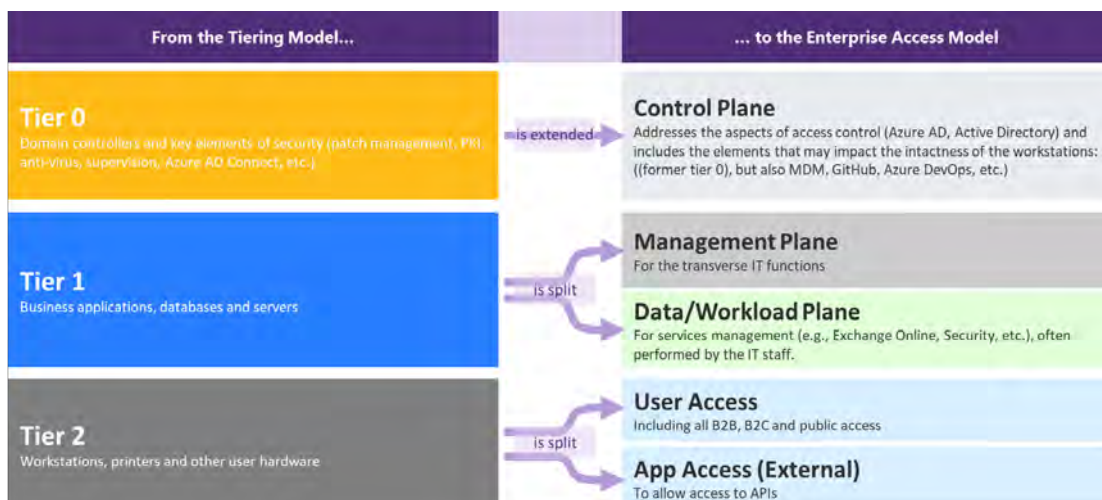 From the Tiering Model...
... to the Enterprise Access Model
Tier 0
Domain controllers and key elements of security (patch management, PKI,
anti-virus, supervision, Azure AD Connect, etc.)
is extended
Control Plane
Addresses the aspects of access control (Azure AD, Active Directory) and
includes the elements that may impact the intactness of the workstations:
((former tier 0), but also MDM, GitHub, Azure DevOps, etc.)
Tier 1
Business applications, databases and servers
is split
Management Plane
For the transverse IT functions
Data/Workload Plane
For services management (e.g., Exchange Online, Security, etc.), often
performed by the IT staff.
Tier 2
Workstations, printers and other user hardware
is split
User Access
Including all B2B, B2C and public access
App Access (External)
To allow access to APIs